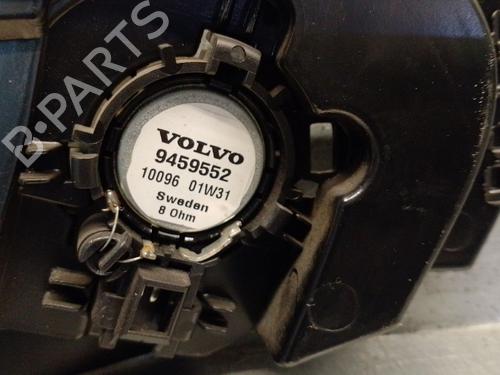 B-PARTS
VOLVO
9459552
10096 01W31
Sweden
8 Ohm